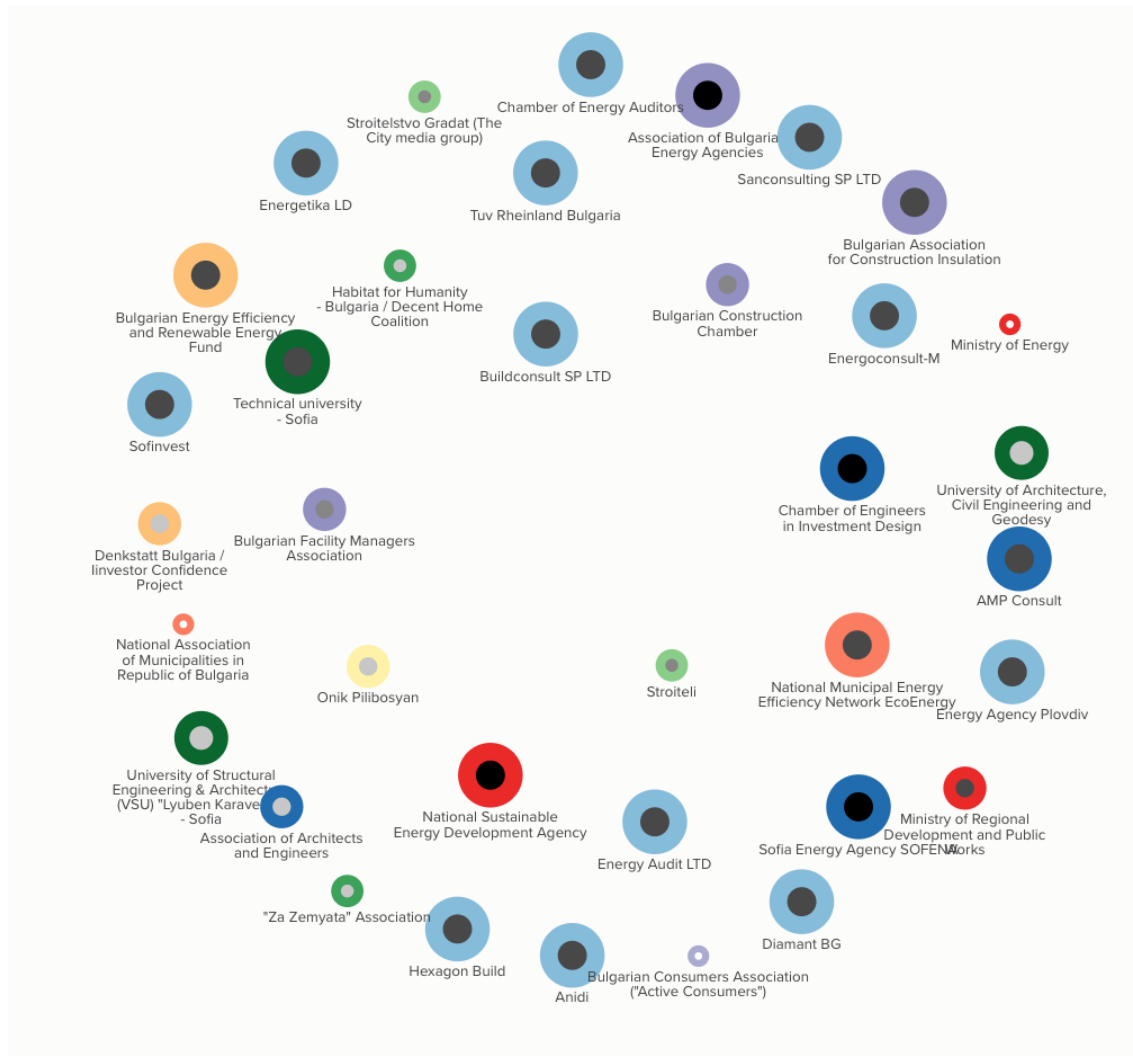 Chamber of Energy Auditors
Stroitelstvo Gradat (The
City media group)
Association of Bulgaria
Energy Agencies
Sanconsulting SP LTD
Energetika LD
Tuv Rheinland Bulgaria
Bulgarian Association
for Construction Insulation
Habitat for Humanity
- Bulgaria / Decent Home
Coalition
Bulgarian Energy Efficiency
and Renewable Energy
Fund
Bulgarian Construction
Chamber
Energoconsult-M
Ministry of Energy
Buildconsult SP LTD
Technical university
- Sofia
Sofinvest
Chamber of Engineers
in Investment Design
University of Architecture,
Civil Engineering and
Geodesy
Bulgarian Facility Managers
Association
Denkstatt Bulgaria /
Iinvestor Confidence
Project
AMP Consult
National Association
of Municipalities in
Republic of Bulgaria
Onik Pilibosyan
Stroiteli
National Municipal Energy
Efficiency Network EcoEnergy
Energy Agency Plovdiv
University of Structural
Engineering & Architectu
(VSU) "Lyuben Karave
- Sofia
Association of Architects
and Engineers
National Sustainable
Energy Development Agency
Energy Audit LTD
Sofia Energy Agency SOFENA
Ministry of Regional
Development and Public
Works
"Za Zemyata" Association
Hexagon Build
Anidi
Bulgarian Consumers Association
("Active Consumers")
Diamant BG